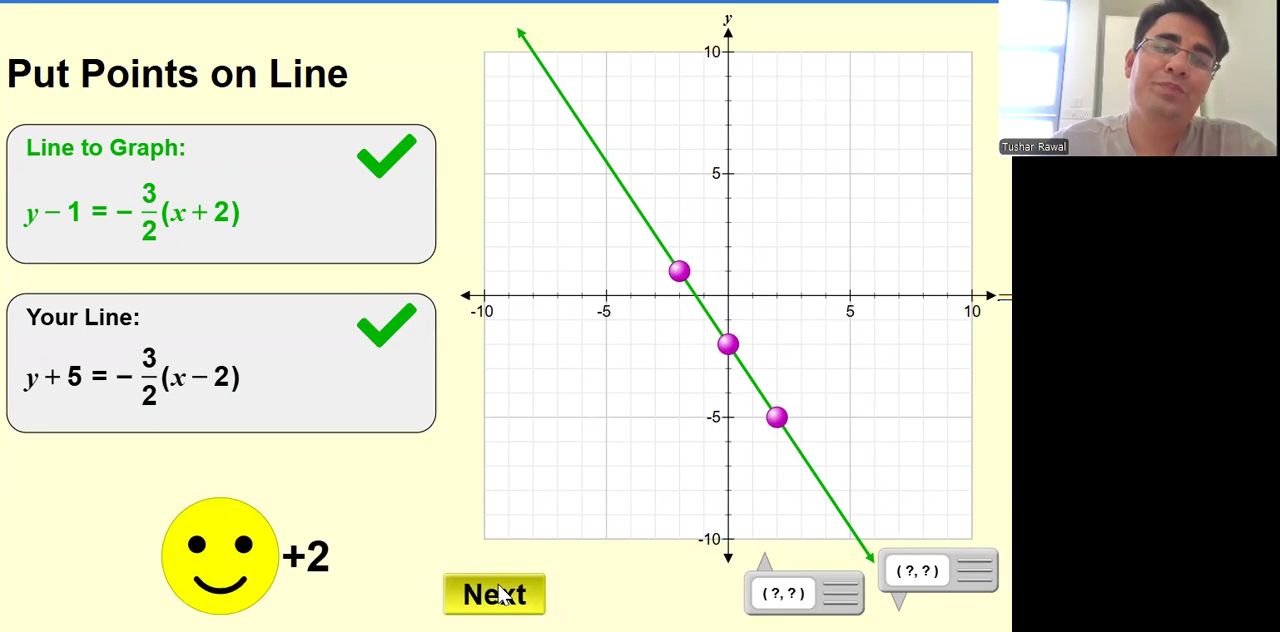 Put Points on Line
Line to Graph:
y − 1 = − 3/2 (x + 2)
Your Line:
y + 5 = − 3/2 (x − 2)
+2
Next
y
10
5
-5
-10
-10
-5
5
10
( ?, ? )
( ?, ? )
Tushar Rawal